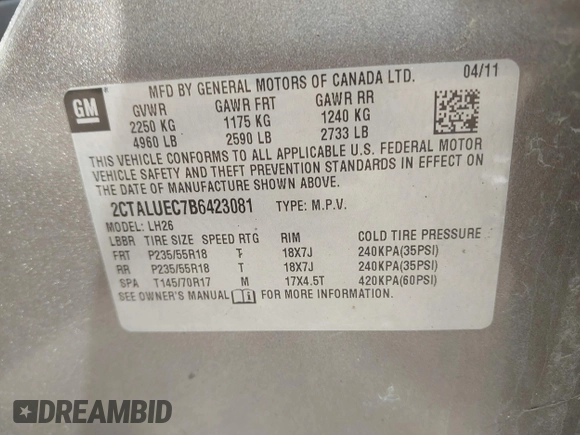 GM
MFD BY GENERAL MOTORS OF CANADA LTD. 04/11
GVWR GAWR FRT GAWR RR
2250 KG 1175 KG 1240 KG
4960 LB 2590 LB 2733 LB
THIS VEHICLE CONFORMS TO ALL APPLICABLE U.S. FEDERAL MOTOR
VEHICLE SAFETY AND THEFT PREVENTION STANDARDS IN EFFECT ON
THE DATE OF MANUFACTURE SHOWN ABOVE.
2CTALUEC7B6423081 TYPE: M.P.V.
MODEL: LH26
LBBR TIRE SIZE SPEED RTG RIM COLD TIRE PRESSURE
FRT P235/55R18 T 18X7J 240KPA(35PSI)
RR P235/55R18 T 18X7J 240KPA(35PSI)
SPA T145/70R17 M 17X4.5T 420KPA(60PSI)
SEE OWNER'S MANUAL FOR MORE INFORMATION.
DREAMBID